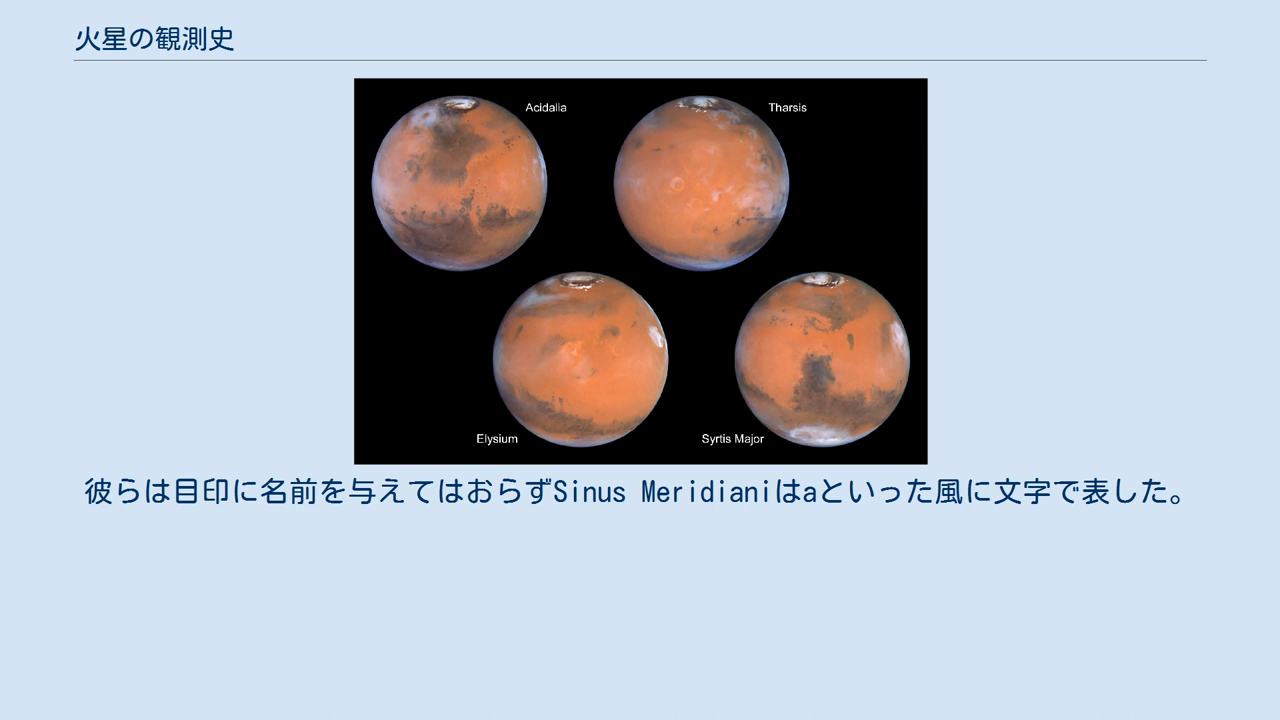 火星の観測史
Acidalia
Tharsis
Elysium
Syrtis Major
彼らは目印に名前を与えてはおらずSinus Meridianiはaといった風に文字で表した。